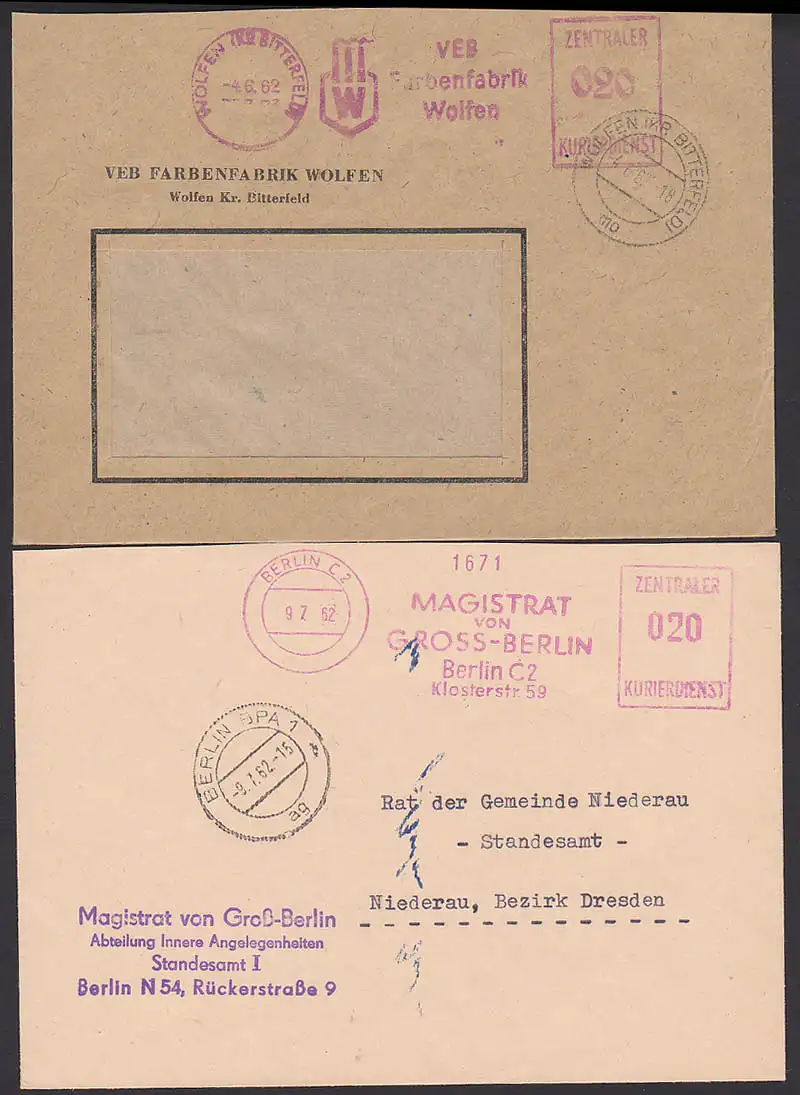 WOLFEN (KR BITTERFELD)
-4.6.62
W
VEB
Farbenfabrik
Wolfen
ZENTRALER
020
KURIERDIENST
WOLFEN (KR BITTERFELD)
mo
VEB FARBENFABRIK WOLFEN
Wolfen Kr. Bitterfeld
BERLIN C2
9 7 62
1671
MAGISTRAT
VON
GROSS-BERLIN
Berlin C2
Klosterstr. 59
ZENTRALER
020
KURIERDIENST
BERLIN BPA 1
-9.7.62.-15
ag
Rat der Gemeinde Niederau
- Standesamt -
Niederau, Bezirk Dresden
Magistrat von Groß-Berlin
Abteilung Innere Angelegenheiten
Standesamt I
Berlin N 54, Rückerstraße 9